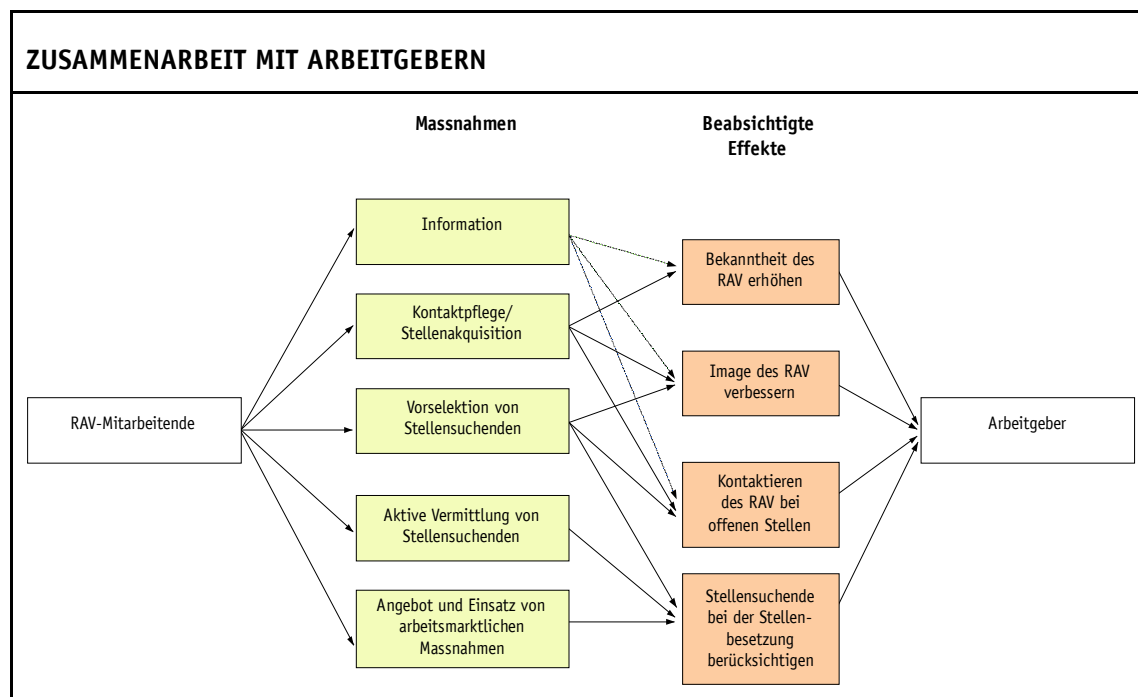 ZUSAMMENARBEIT MIT ARBEITGEBERN
Massnahmen
Beabsichtigte
Effekte
RAV-Mitarbeitende
Information
Kontaktpflege/
Stellenakquisition
Vorselektion von
Stellensuchenden
Aktive Vermittlung von
Stellensuchenden
Angebot und Einsatz von
arbeitsmarktlichen
Massnahmen
Bekanntheit des
RAV erhöhen
Image des RAV
verbessern
Kontaktieren
des RAV bei
offenen Stellen
Stellensuchende
bei der Stellen-
besetzung
berücksichtigen
Arbeitgeber